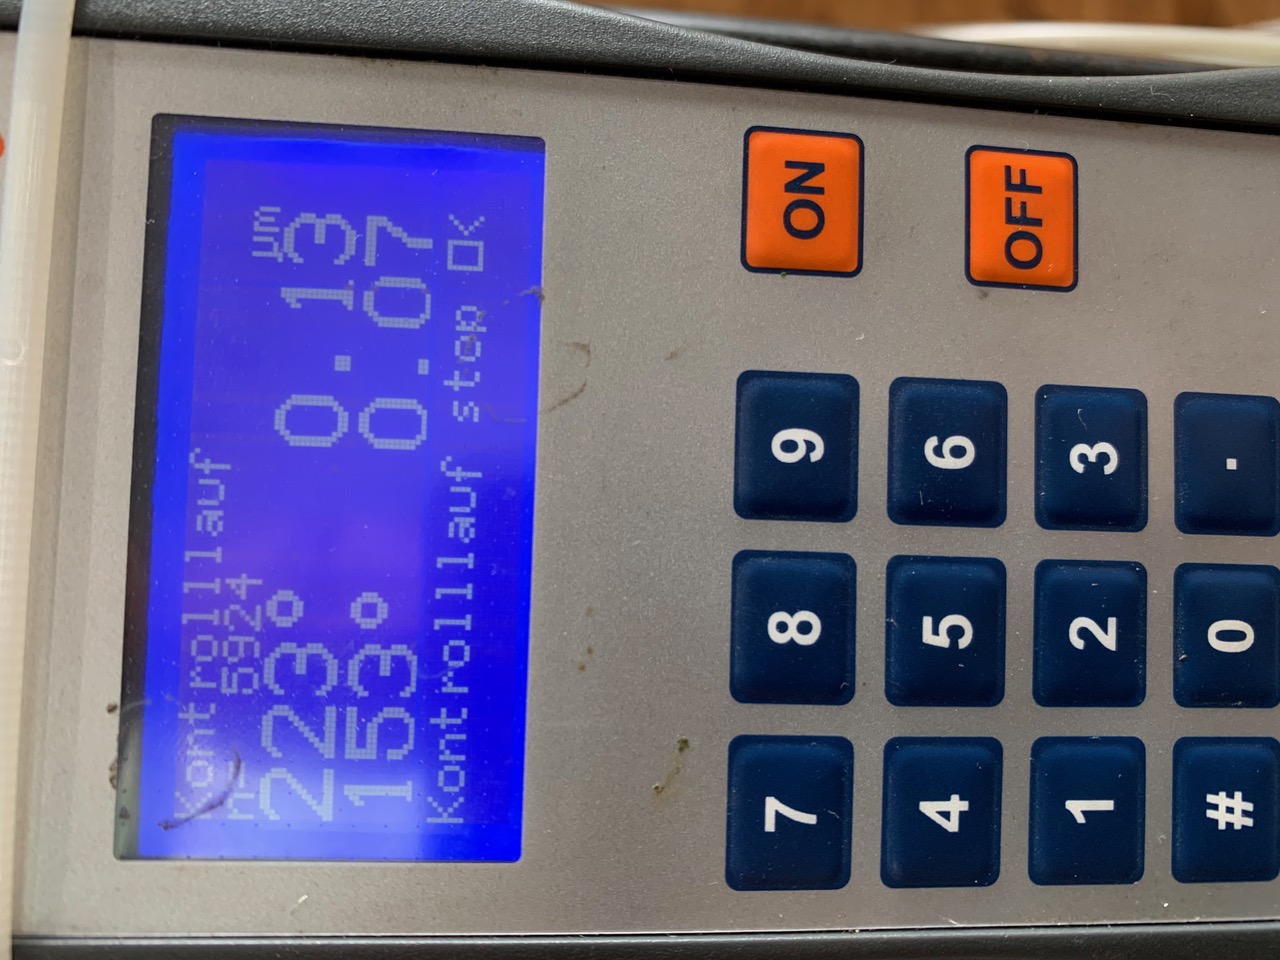 Kontrolllauf
n= 5924
µm
223° 0.13
153° 0.07
Kontrolllauf stop □<
7 8 9 ON
4 5 6
OFF
1 2 3
# 0 .